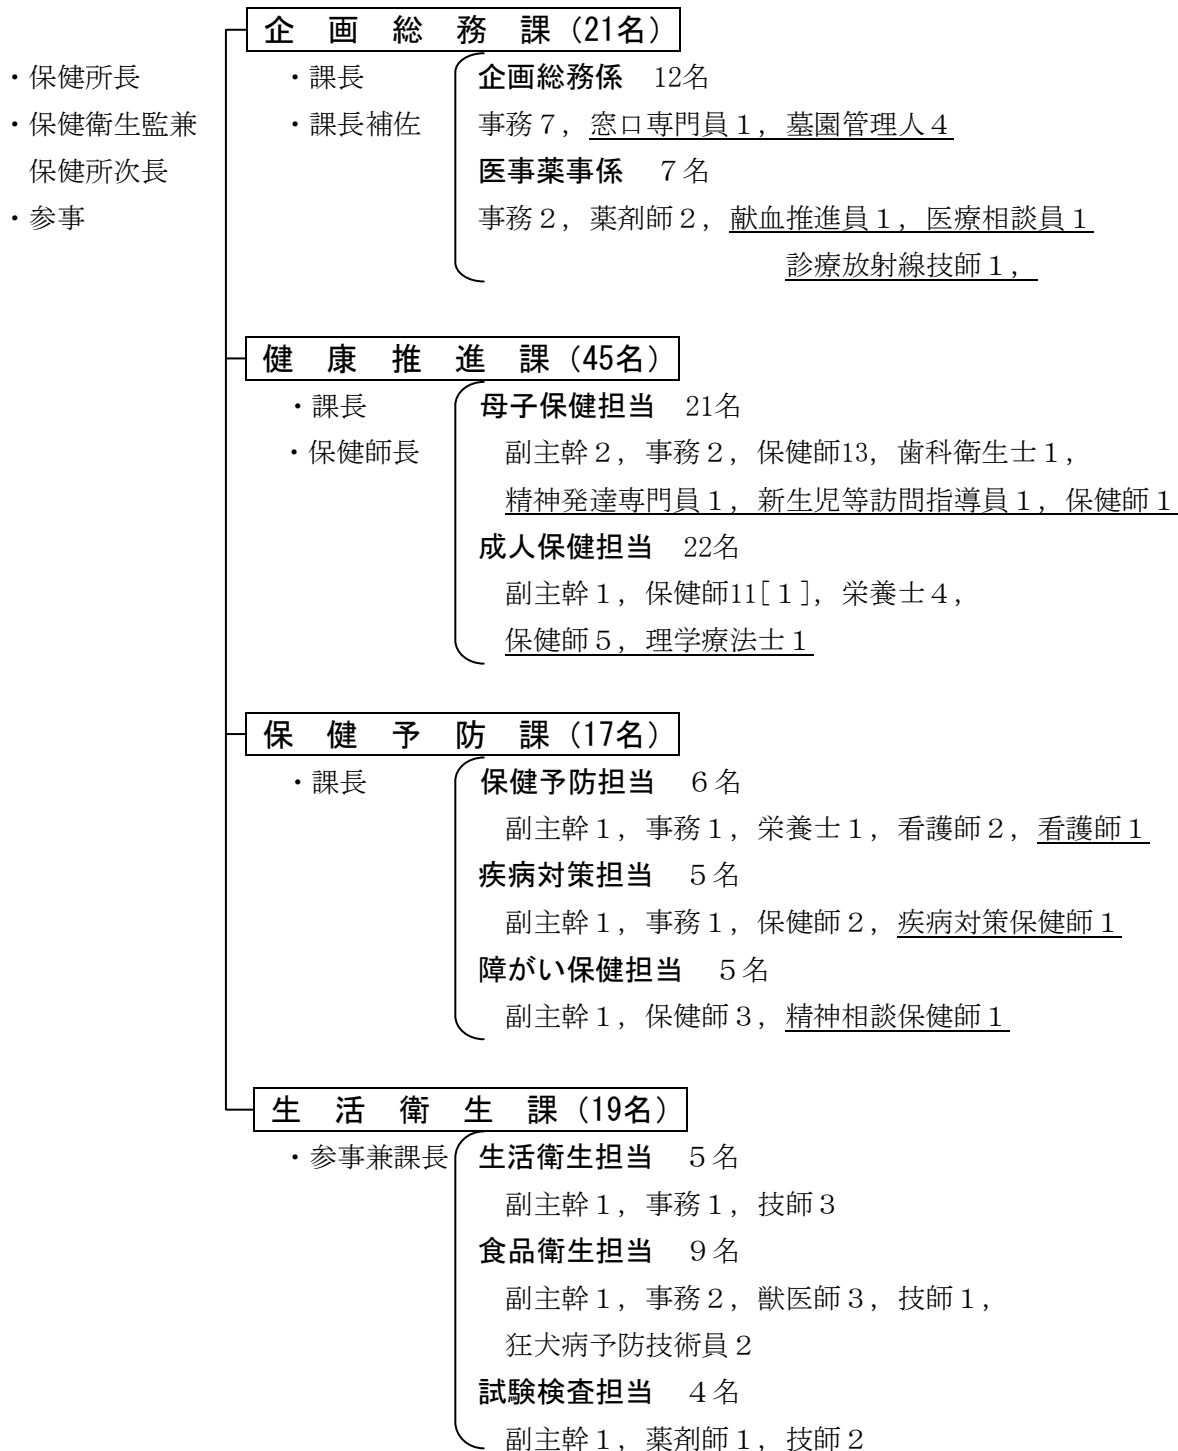 企画総務課（21名）
・保健所長
・保健衛生監兼
保健所次長
・参事
・課長
・課長補佐
企画総務係　12名
事務７，窓口専門員１，墓園管理人４
医事薬事係　７名
事務２，薬剤師２，献血推進員１，医療相談員１
診療放射線技師１，
健康推進課（45名）
・課長
・保健師長
母子保健担当　21名
副主幹２，事務２，保健師13，歯科衛生士１，
精神発達専門員１，新生児等訪問指導員１，保健師１
成人保健担当　22名
副主幹１，保健師11[１]，栄養士４，
保健師５，理学療法士１
保健予防課（17名）
・課長
保健予防担当　６名
副主幹１，事務１，栄養士１，看護師２，看護師１
疾病対策担当　５名
副主幹１，事務１，保健師２，疾病対策保健師１
障がい保健担当　５名
副主幹１，保健師３，精神相談保健師１
生活衛生課（19名）
・参事兼課長
生活衛生担当　５名
副主幹１，事務１，技師３
食品衛生担当　９名
副主幹１，事務２，獣医師３，技師１，
狂犬病予防技術員２
試験検査担当　４名
副主幹１，薬剤師１，技師２